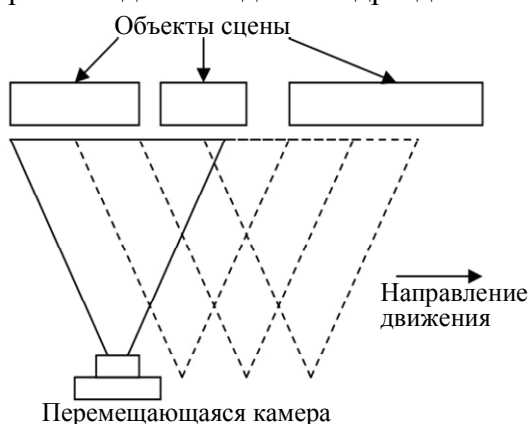 Объекты сцены
Направление
движения
Перемещающаяся камера